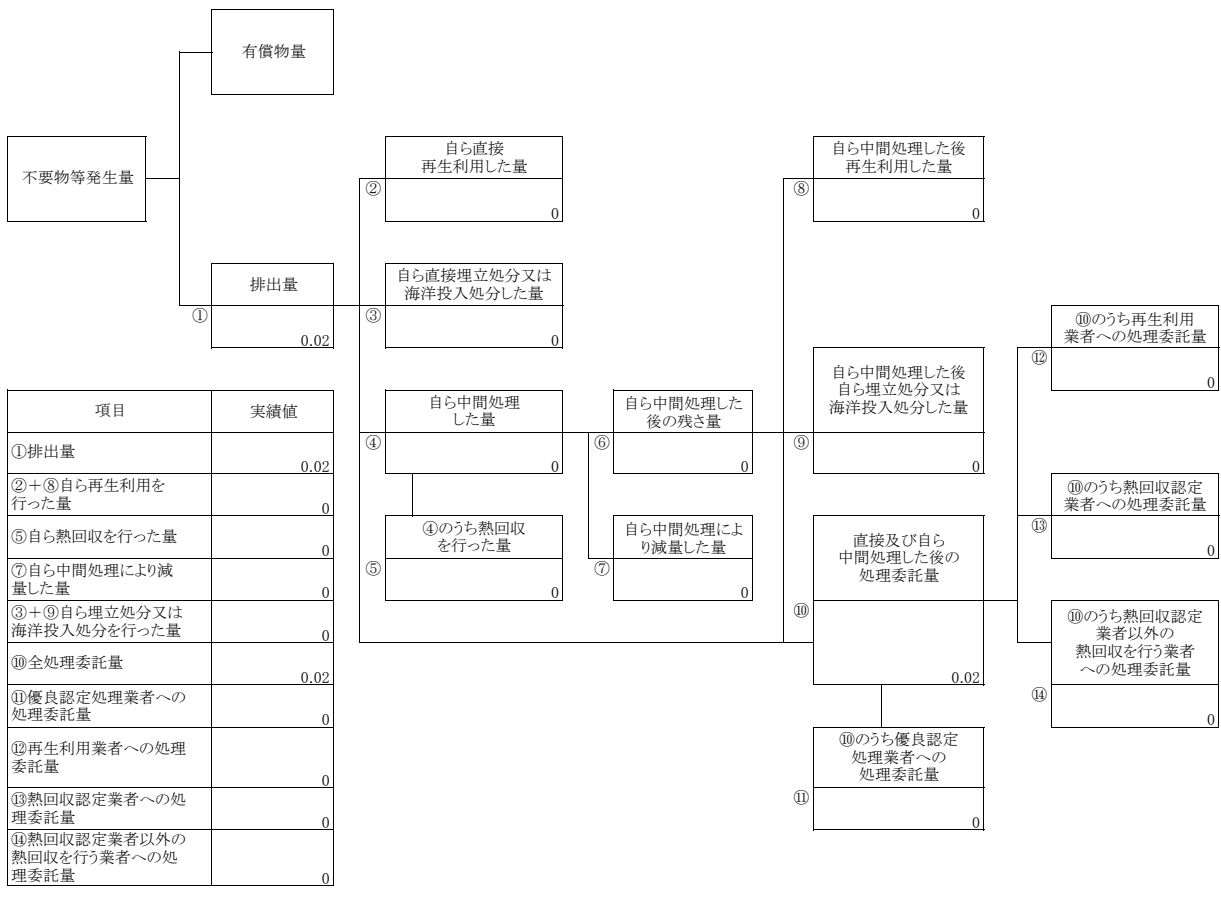 有償物量
不要物等発生量
排出量
①
0.02
自ら直接
再生利用した量
②
0
自ら直接埋立処分又は
海洋投入処分した量
③
0
自ら中間処理
した量
④
0
④のうち熱回収
を行った量
⑤
0
自ら中間処理した
後の残さ量
⑥
0
自ら中間処理によ
り減量した量
⑦
0
自ら中間処理した後
再生利用した量
⑧
0
自ら中間処理した後
自ら埋立処分又は
海洋投入処分した量
⑨
0
直接及び自ら
中間処理した後の
処理委託量
⑩
0.02
⑩のうち優良認定
処理業者への
処理委託量
⑪
0
⑩のうち再生利用
業者への処理委託量
⑫
0
⑩のうち熱回収認定
業者への処理委託量
⑬
0
⑩のうち熱回収認定
業者以外の
熱回収を行う業者
への処理委託量
⑭
0
項目 実績値
①排出量
0.02
②＋⑧自ら再生利用を
行った量
0
⑤自ら熱回収を行った量
0
⑦自ら中間処理により減
量した量
0
③＋⑨自ら埋立処分又は
海洋投入処分を行った量
0
⑩全処理委託量
0.02
⑪優良認定処理業者への
処理委託量
0
⑫再生利用業者への処理
委託量
0
⑬熱回収認定業者への処
理委託量
0
⑭熱回収認定業者以外の
熱回収を行う業者への処
理委託量
0